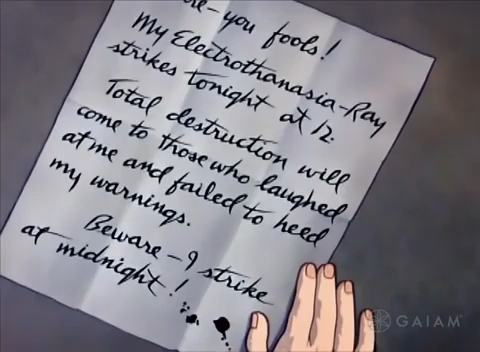 re-you fools!
My Electrothanasia-Ray
strikes tonight at 12.
Total destruction will
come to those who laughed
at me and failed to heed
my warnings.
Beware-I strike
at midnight!
GAIAM